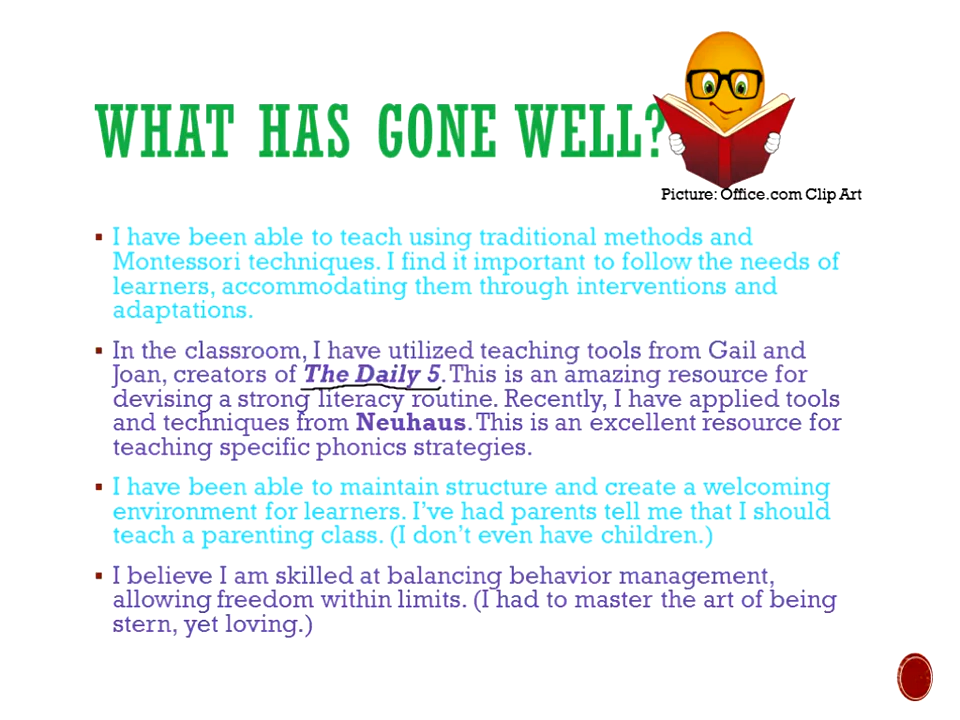 WHAT HAS GONE WELL?
Picture: Office.com Clip Art
▪ I have been able to teach using traditional methods and
Montessori techniques. I find it important to follow the needs of
learners, accommodating them through interventions and
adaptations.
▪ In the classroom, I have utilized teaching tools from Gail and
Joan, creators of The Daily 5. This is an amazing resource for
devising a strong literacy routine. Recently, I have applied tools
and techniques from Neuhaus. This is an excellent resource for
teaching specific phonics strategies.
▪ I have been able to maintain structure and create a welcoming
environment for learners. I’ve had parents tell me that I should
teach a parenting class. (I don’t even have children.)
▪ I believe I am skilled at balancing behavior management,
allowing freedom within limits. (I had to master the art of being
stern, yet loving.)